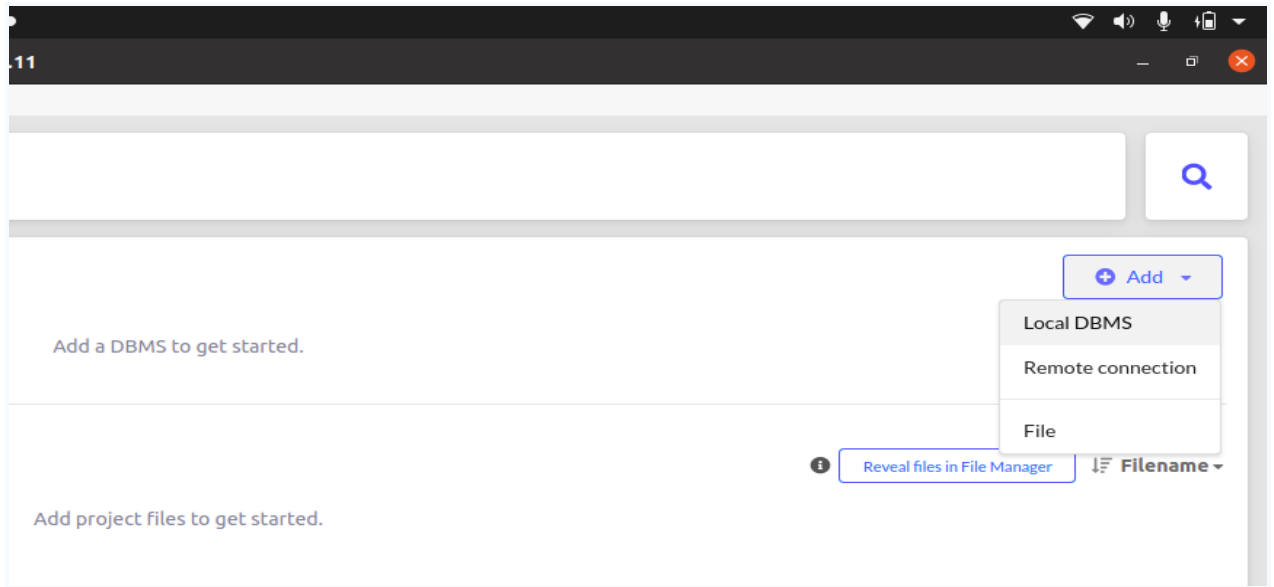 .11
Add
Local DBMS
Add a DBMS to get started.
Remote connection
File
Reveal files in File Manager
Filename
Add project files to get started.